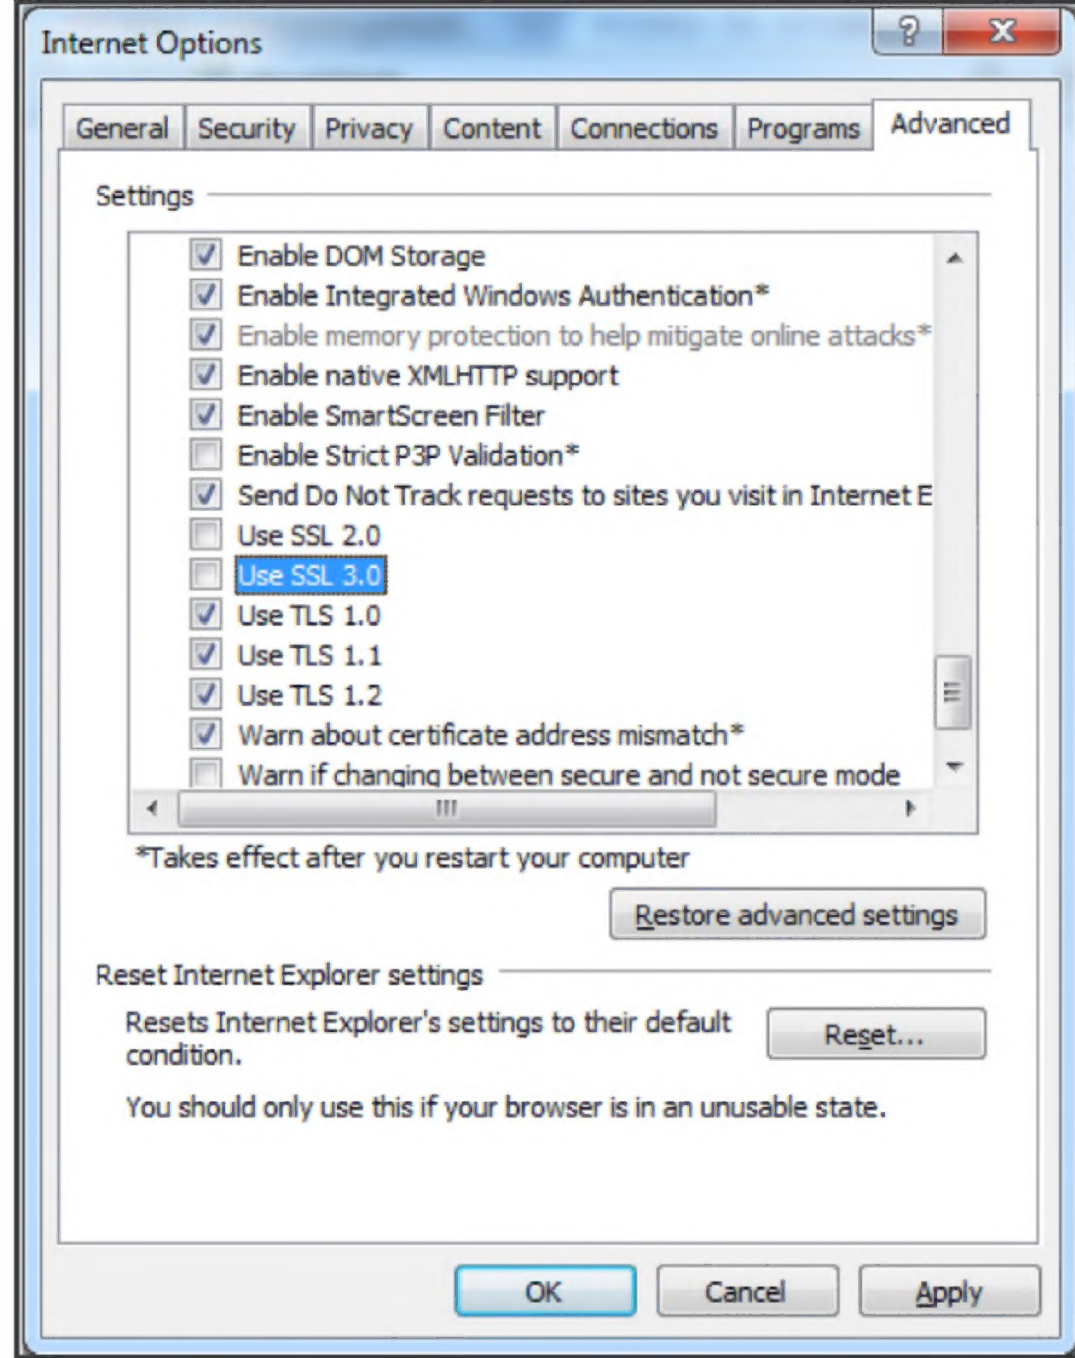 Internet Options
General Security Privacy Content Connections Programs Advanced
Settings
Enable DOM Storage
Enable Integrated Windows Authentication*
Enable memory protection to help mitigate online attacks*
Enable native XMLHTTP support
Enable SmartScreen Filter
Enable Strict P3P Validation*
Send Do Not Track requests to sites you visit in Internet E
Use SSL 2.0
Use SSL 3.0
Use TLS 1.0
Use TLS 1.1
Use TLS 1.2
Warn about certificate address mismatch*
Warn if changing between secure and not secure mode
*Takes effect after you restart your computer
Restore advanced settings
Reset Internet Explorer settings
Resets Internet Explorer's settings to their default
condition.
Reset...
You should only use this if your browser is in an unusable state.
OK Cancel Apply